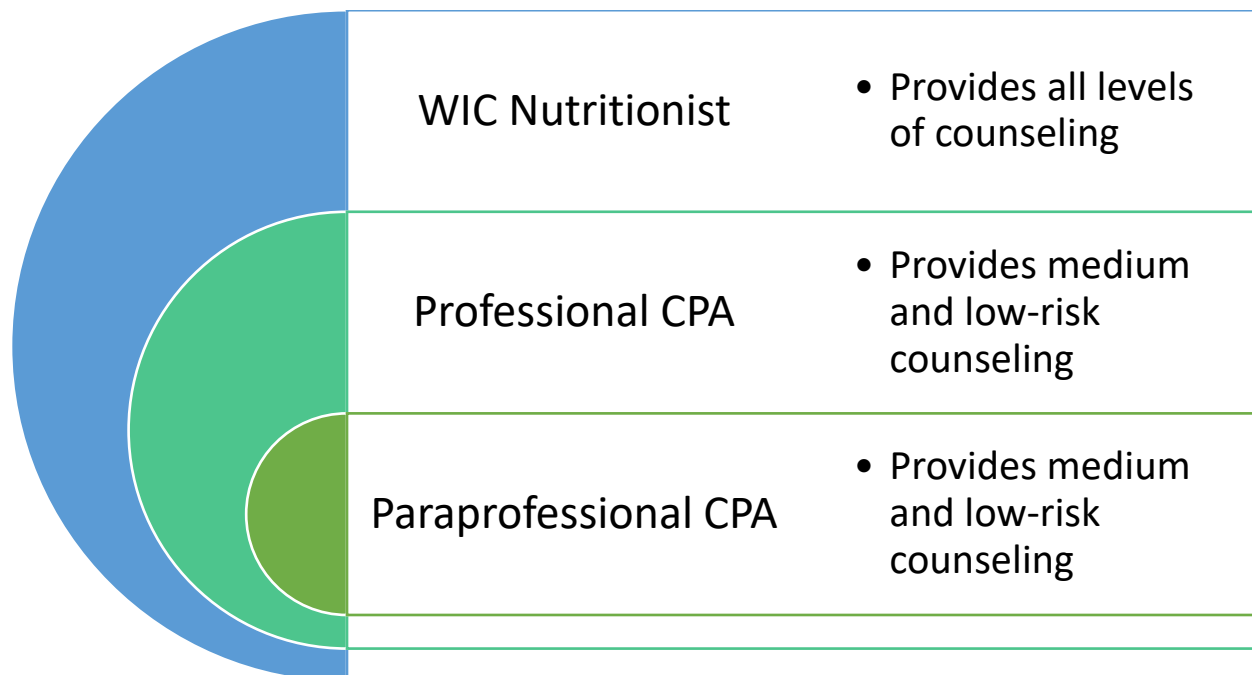 WIC Nutritionist
• Provides all levels
of counseling
Professional CPA
• Provides medium
and low-risk
counseling
Paraprofessional CPA
• Provides medium
and low-risk
counseling